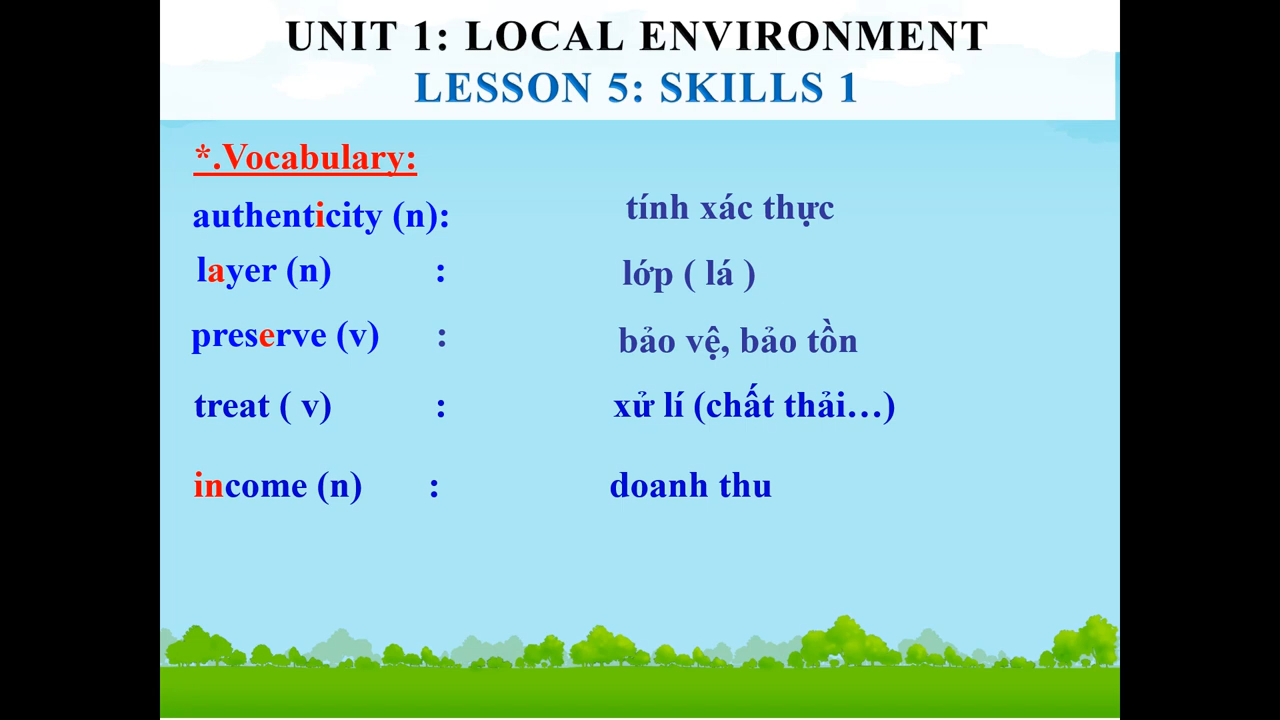 UNIT 1: LOCAL ENVIRONMENT
LESSON 5: SKILLS 1
*.Vocabulary:
authenticity (n): tính xác thực
layer (n) : lớp ( lá )
preserve (v) : bảo vệ, bảo tồn
treat ( v) : xử lí (chất thải…)
income (n) : doanh thu